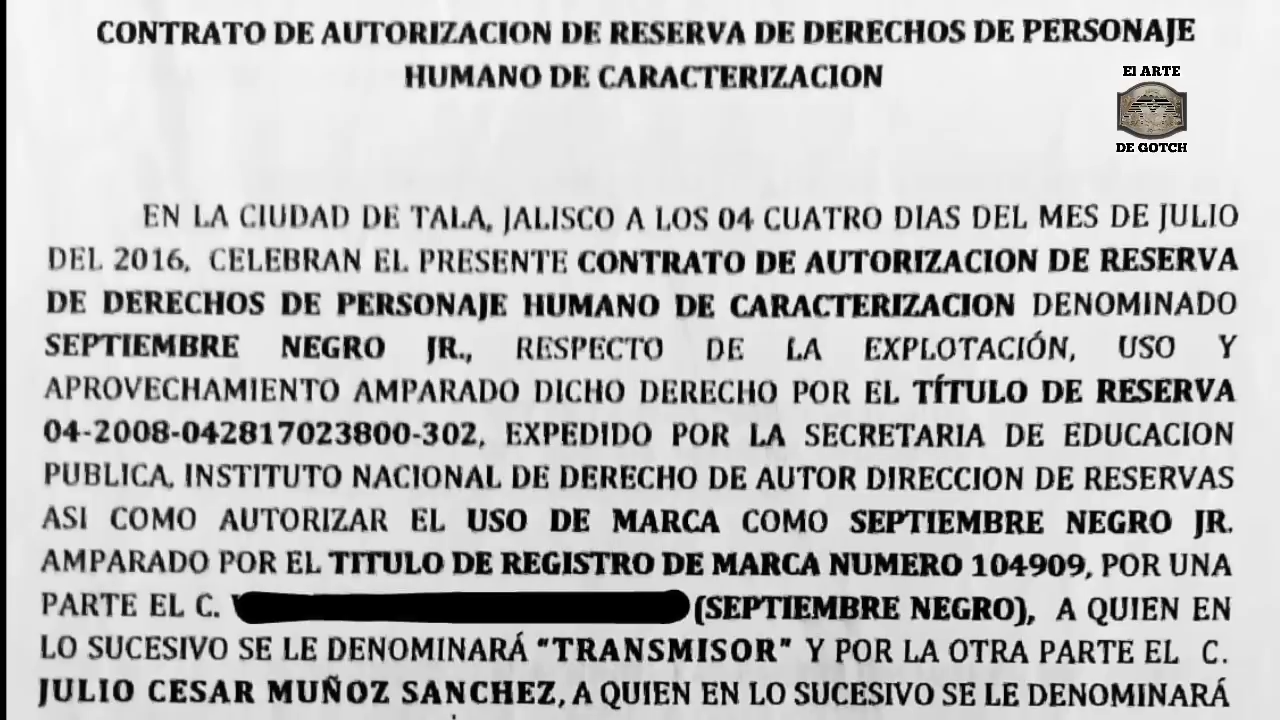 CONTRATO DE AUTORIZACION DE RESERVA DE DERECHOS DE PERSONAJE
HUMANO DE CARACTERIZACION
El ARTE
DE GOTCH
EN LA CIUDAD DE TALA, JALISCO A LOS 04 CUATRO DIAS DEL MES DE JULIO
DEL 2016, CELEBRAN EL PRESENTE CONTRATO DE AUTORIZACION DE RESERVA
DE DERECHOS DE PERSONAJE HUMANO DE CARACTERIZACION DENOMINADO
SEPTIEMBRE NEGRO JR., RESPECTO DE LA EXPLOTACIÓN, USO Y
APROVECHAMIENTO AMPARADO DICHO DERECHO POR EL TÍTULO DE RESERVA
04-2008-042817023800-302, EXPEDIDO POR LA SECRETARIA DE EDUCACION
PUBLICA, INSTITUTO NACIONAL DE DERECHO DE AUTOR DIRECCION DE RESERVAS
ASI COMO AUTORIZAR EL USO DE MARCA COMO SEPTIEMBRE NEGRO JR.
AMPARADO POR EL TITULO DE REGISTRO DE MARCA NUMERO 104909, POR UNA
PARTE EL C. (SEPTIEMBRE NEGRO), A QUIEN EN
LO SUCESIVO SE LE DENOMINARÁ "TRANSMISOR" Y POR LA OTRA PARTE EL C.
JULIO CESAR MUÑOZ SANCHEZ, A QUIEN EN LO SUCESIVO SE LE DENOMINARÁ